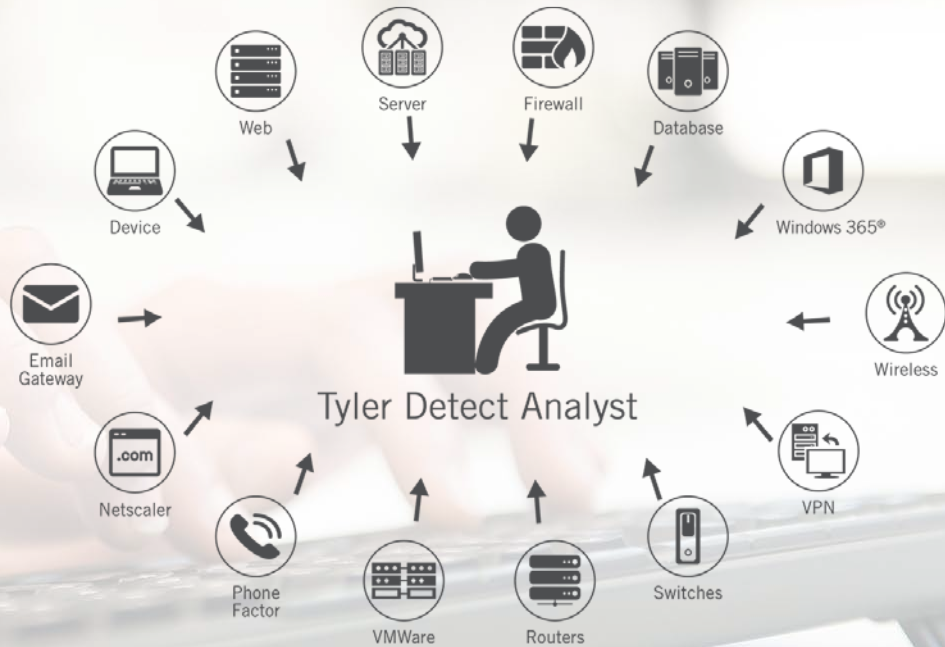 Server
Firewall
Web
Database
Device
Windows 365®
Email
Gateway
Wireless
Tyler Detect Analyst
.com
Netscaler
VPN
Phone
Factor
Switches
VMWare
Routers